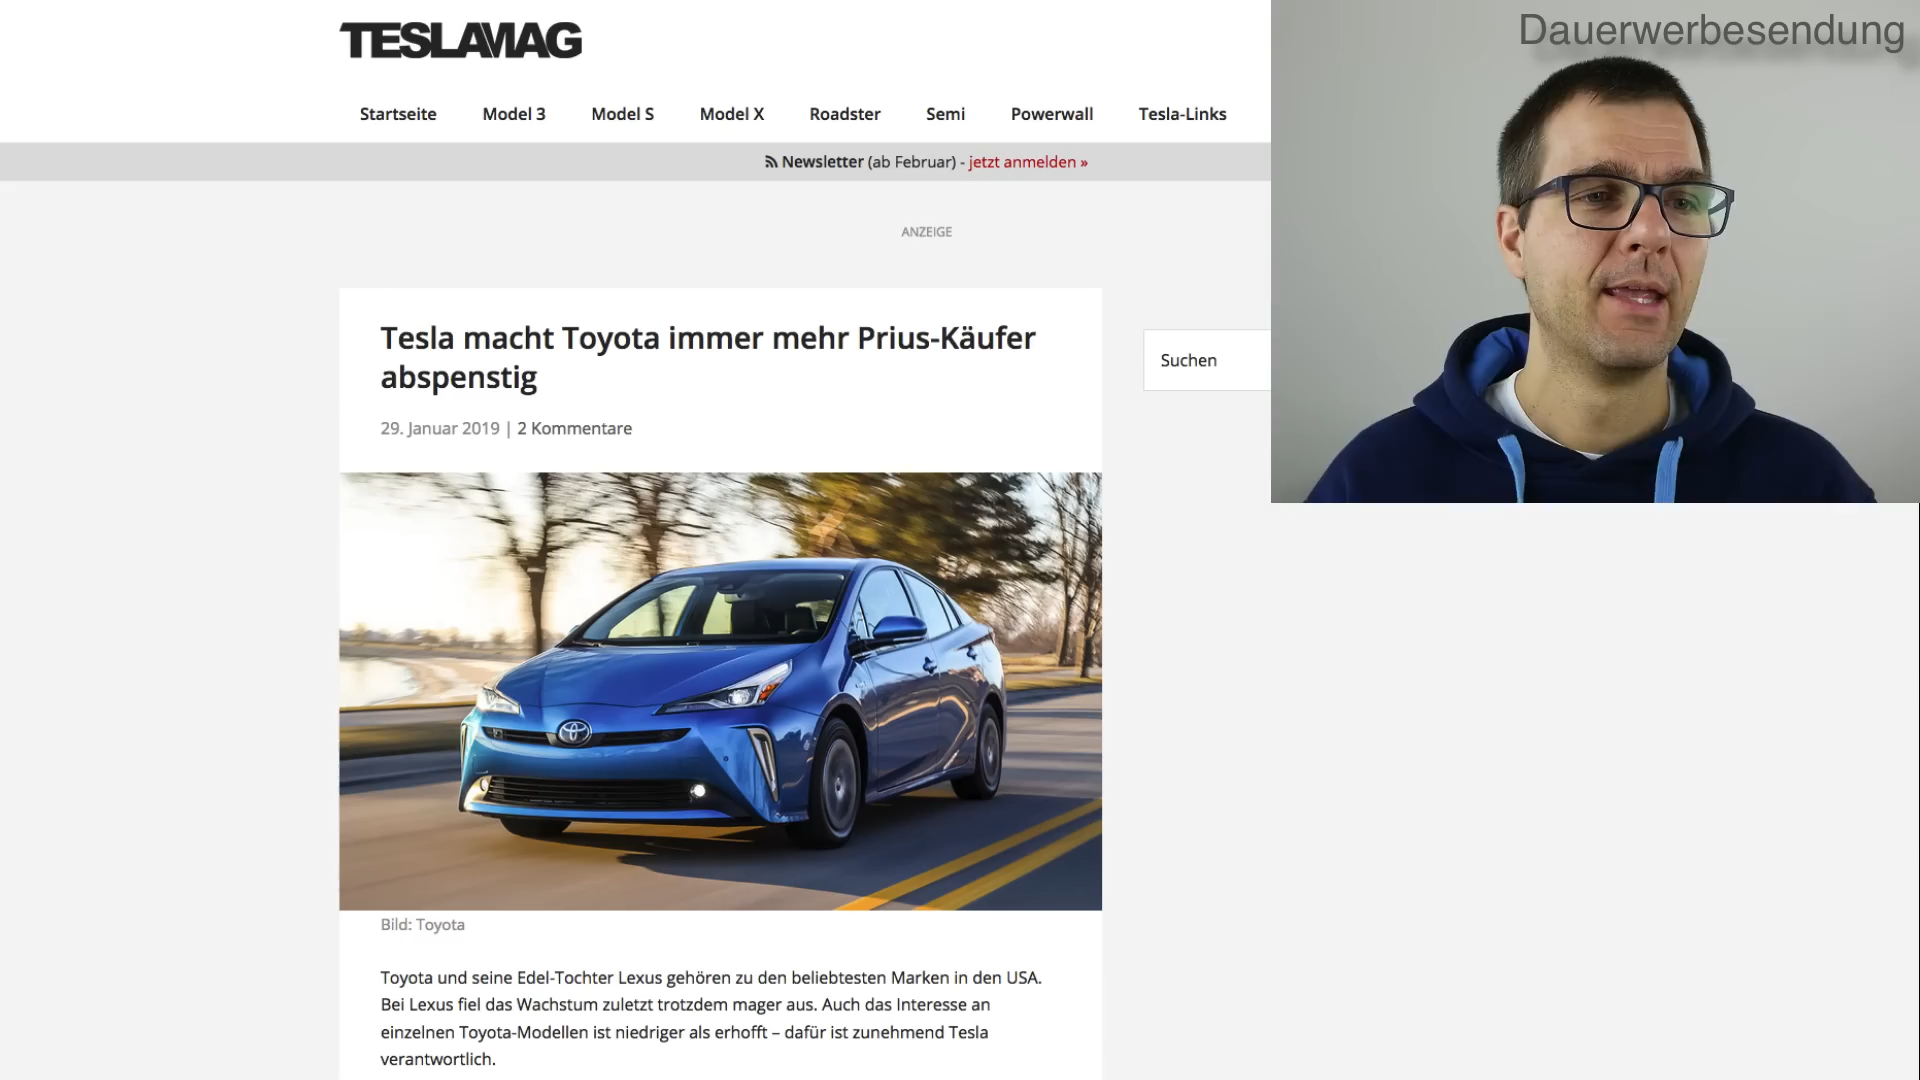 TESLAMAG
Dauerwerbesendung
Startseite Model 3 Model S Model X Roadster Semi Powerwall Tesla-Links
Newsletter (ab Februar) - jetzt anmelden »
ANZEIGE
Tesla macht Toyota immer mehr Prius-Käufer
abspenstig
29. Januar 2019 | 2 Kommentare
Suchen
Bild: Toyota
Toyota und seine Edel-Tochter Lexus gehören zu den beliebtesten Marken in den USA.
Bei Lexus fiel das Wachstum zuletzt trotzdem mager aus. Auch das Interesse an
einzelnen Toyota-Modellen ist niedriger als erhofft – dafür ist zunehmend Tesla
verantwortlich.